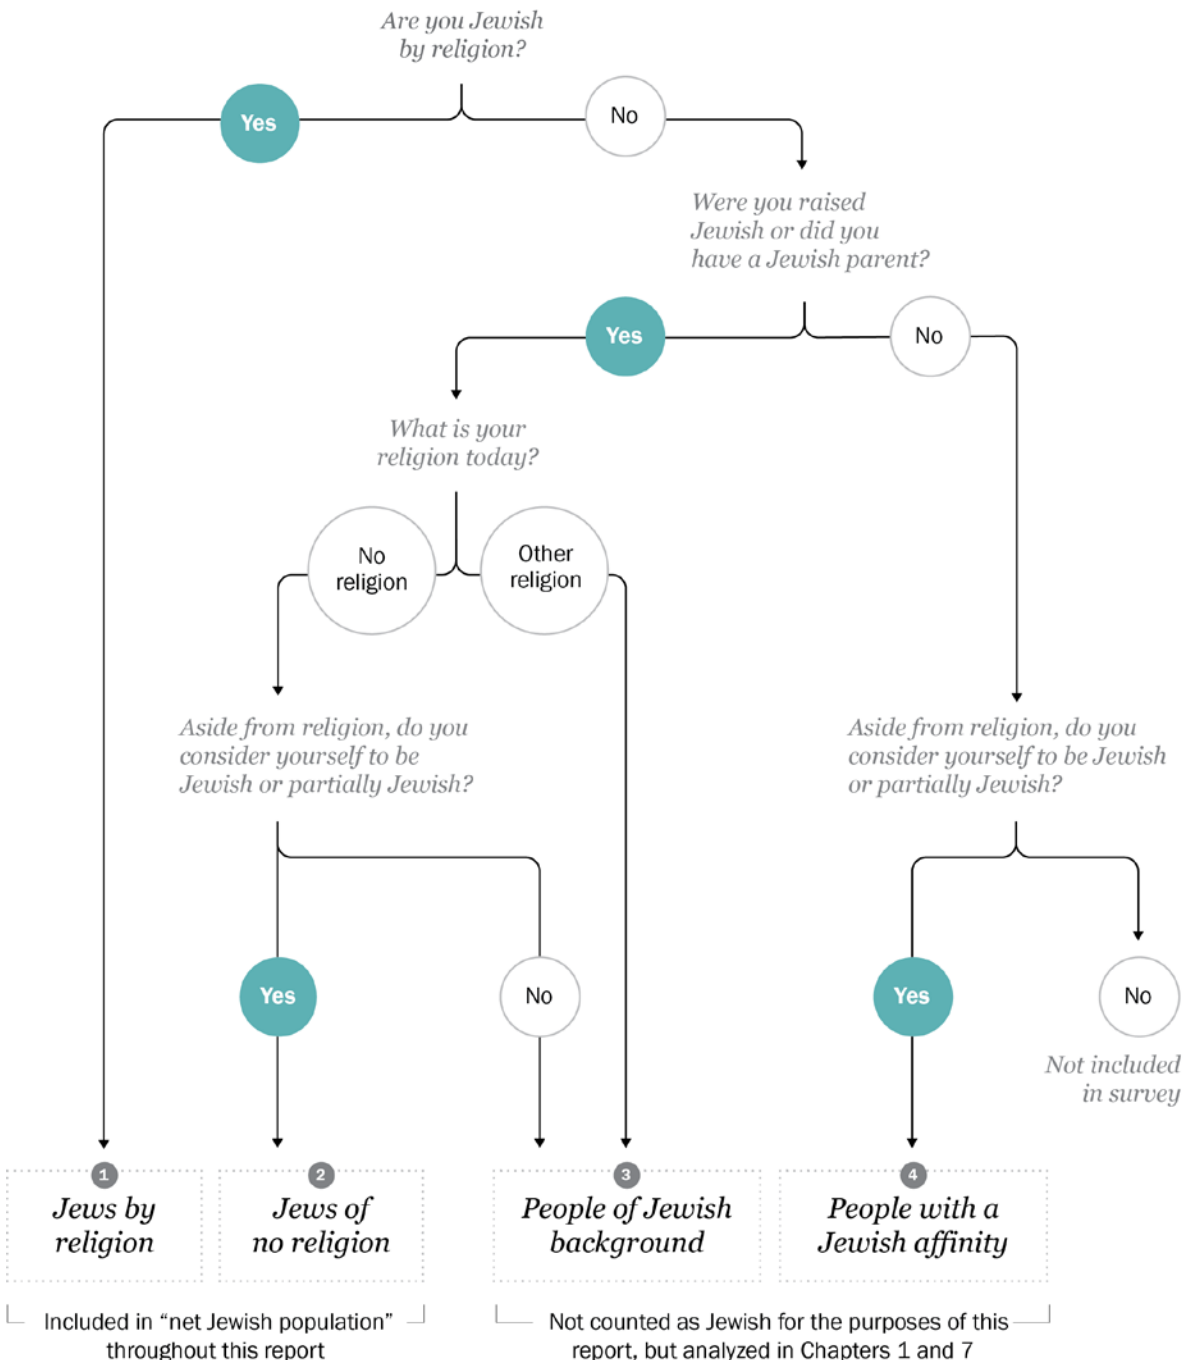 Are you Jewish
by religion?
Yes
No
Were you raised
Jewish or did you
have a Jewish parent?
Yes
No
What is your
religion today?
No
religion
Other
religion
Aside from religion, do you
consider yourself to be
Jewish or partially Jewish?
Aside from religion, do you
consider yourself to be Jewish
or partially Jewish?
Yes
No
Yes
No
Not included
in survey
1
Jews by
religion
2
Jews of
no religion
3
People of Jewish
background
4
People with a
Jewish affinity
Included in “net Jewish population”
throughout this report
Not counted as Jewish for the purposes of this
report, but analyzed in Chapters 1 and 7